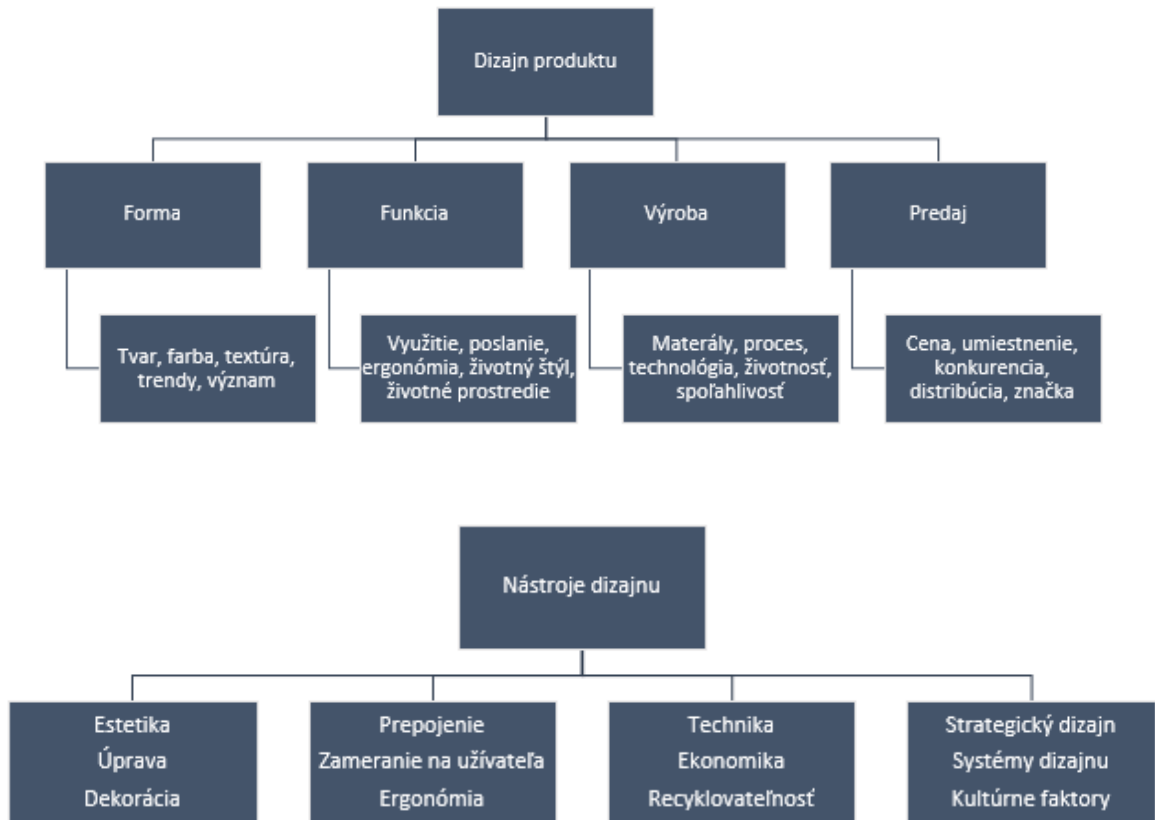 Dizajn produktu
Forma
Funkcia
Výroba
Predaj
Tvar, farba, textúra,
trendy, význam
Využitie, poslanie,
ergonómia, životný štýl,
životné prostredie
Materály, proces,
technológia, životnosť,
spoľahlivosť
Cena, umiestnenie,
konkurencia,
distribúcia, značka
Nástroje dizajnu
Estetika
Úprava
Dekorácia
Prepojenie
Zameranie na užívateľa
Ergonómia
Technika
Ekonomika
Recyklovateľnosť
Strategický dizajn
Systémy dizajnu
Kultúrne faktory